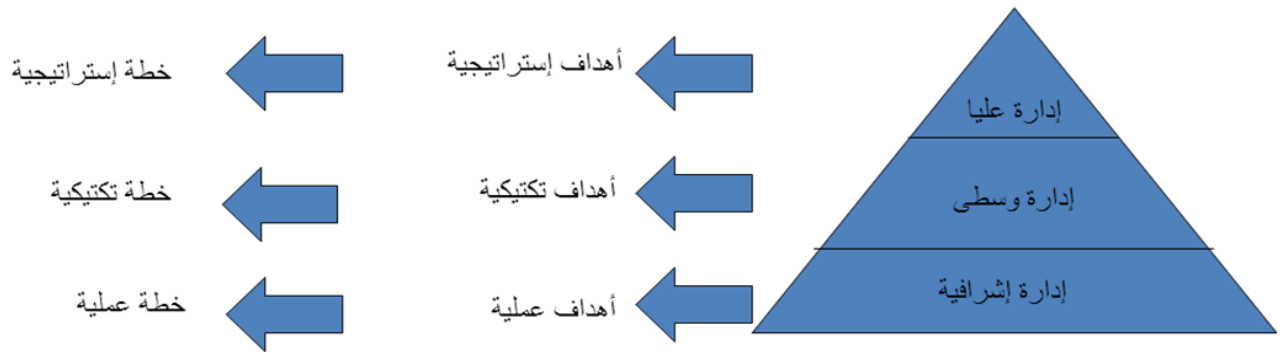 إدارة عليا
أهداف إستراتيجية
خطة إستراتيجية
إدارة وسطى
أهداف تكتيكية
خطة تكتيكية
إدارة إشرافية
أهداف عملية
خطة عملية